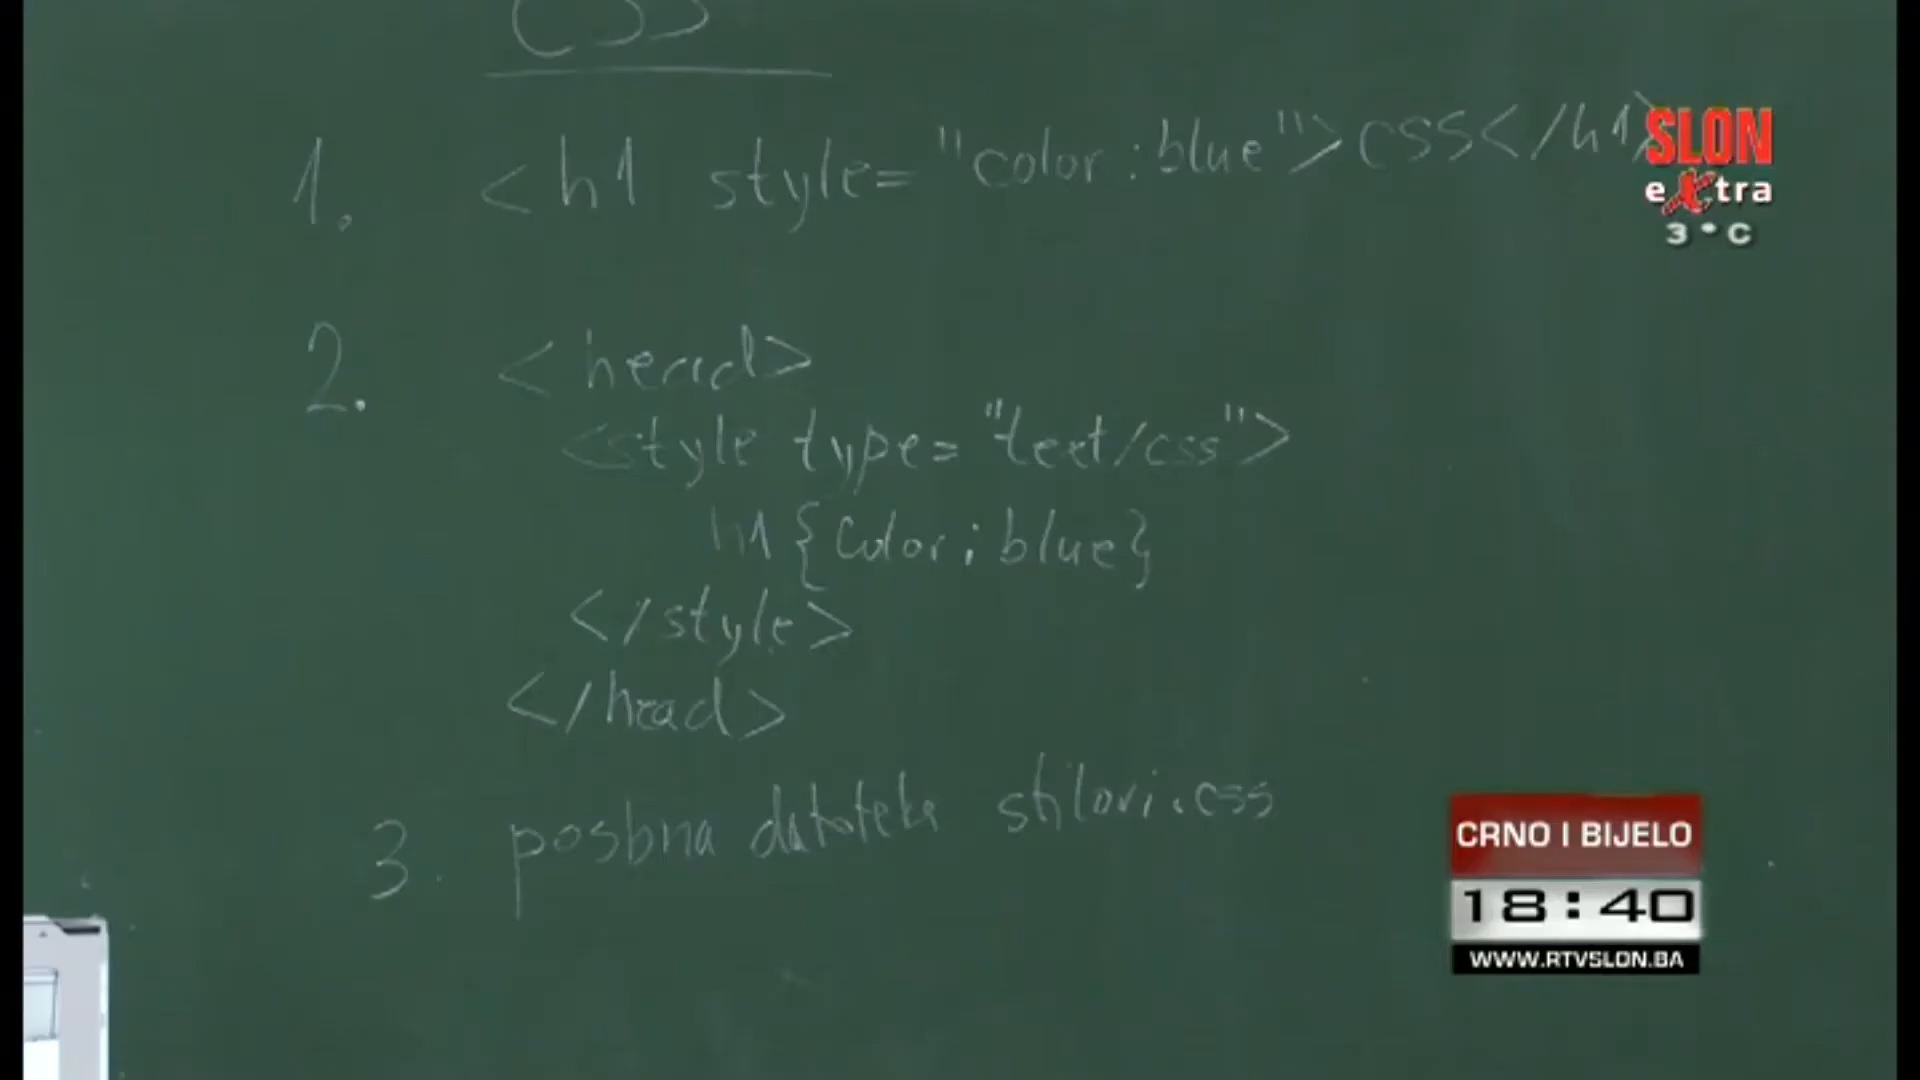 CSS
1. <h1 style="color:blue">CSS</h1>
SLON
extra
3°C
2. <head>
<style type="text/css">
h1{color:blue}
</style>
</head>
3. posbna datoteka stilovi.css
CRNO I BIJELO
18:40
WWW.RTVSLON.BA